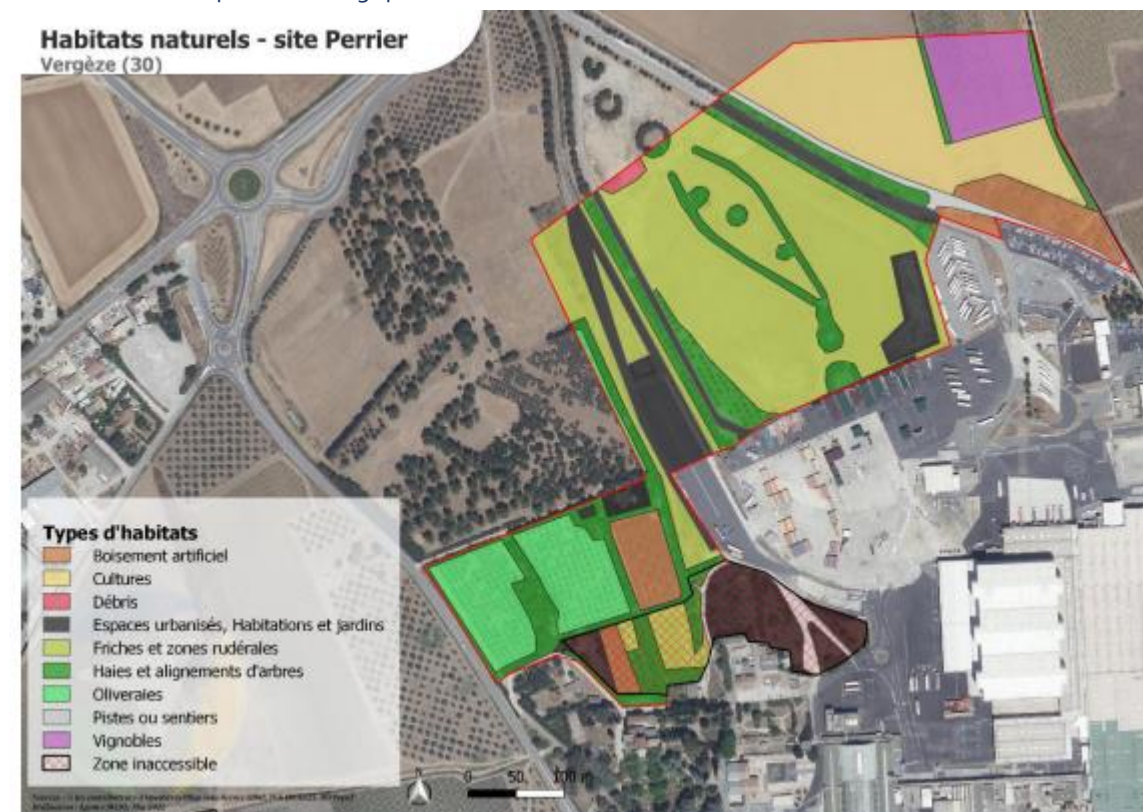 Habitats naturels - site Perrier
Vergèze (30)
Types d'habitats
Boisement artificiel
Cultures
Débris
Espaces urbanisés, Habitations et jardins
Friches et zones rudérales
Haies et alignements d'arbres
Oliverales
Pistes ou sentiers
Vignobles
Zone inaccessible
N
0 50 100 m